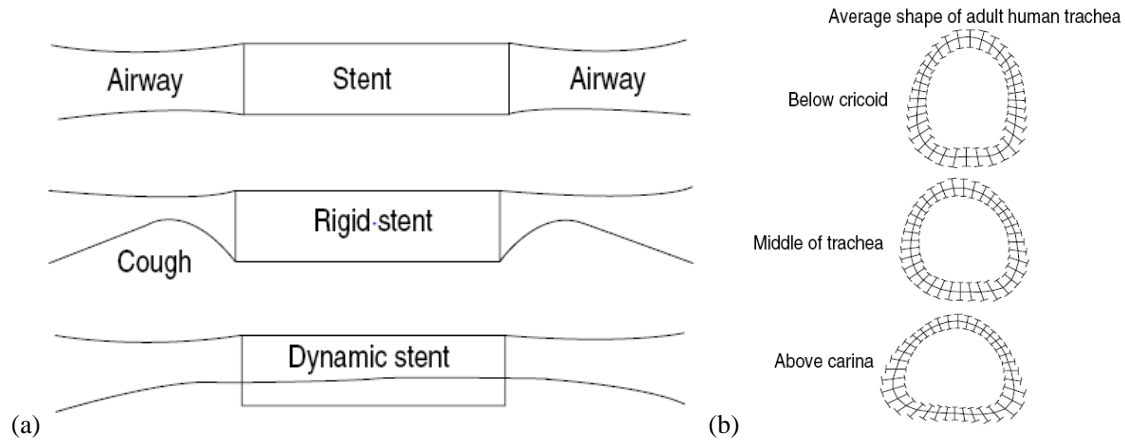 Airway
Stent
Airway
Rigid·stent
Cough
Dynamic stent
(a)
Average shape of adult human trachea
Below cricoid
Middle of trachea
Above carina
(b)